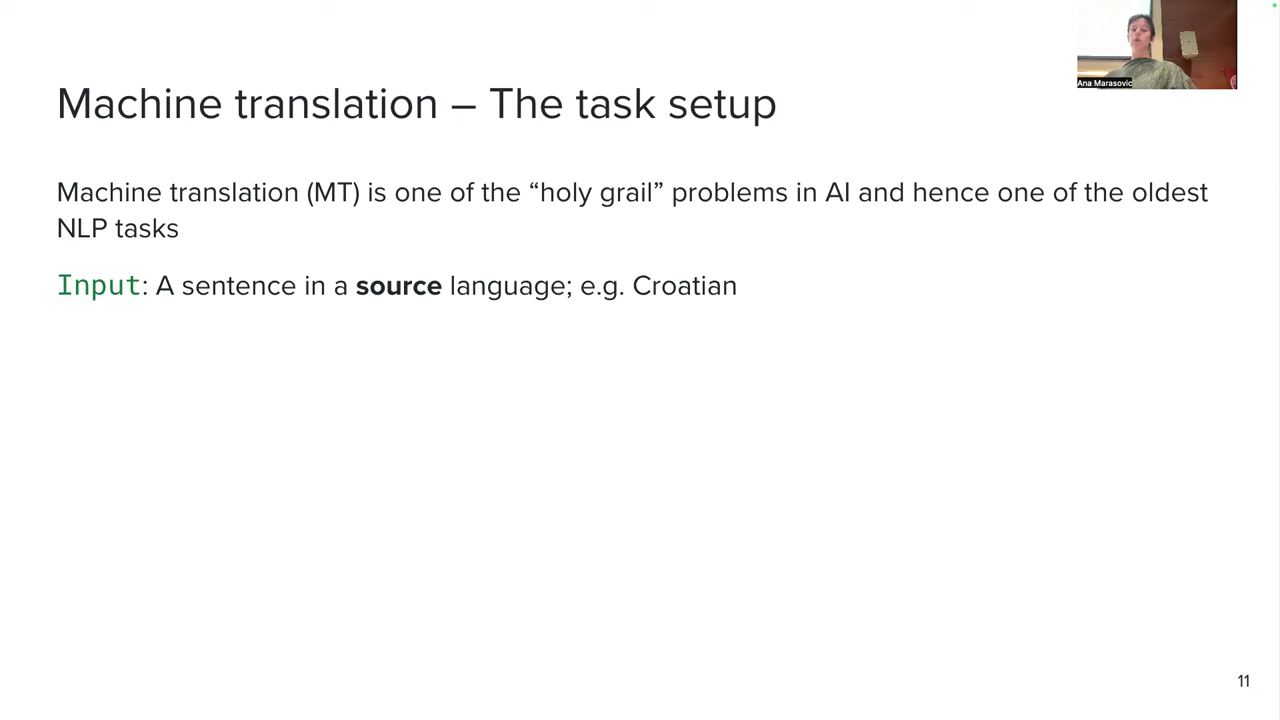 Ana Marasovic
Machine translation – The task setup
Machine translation (MT) is one of the “holy grail” problems in AI and hence one of the oldest
NLP tasks
Input: A sentence in a source language; e.g. Croatian
11